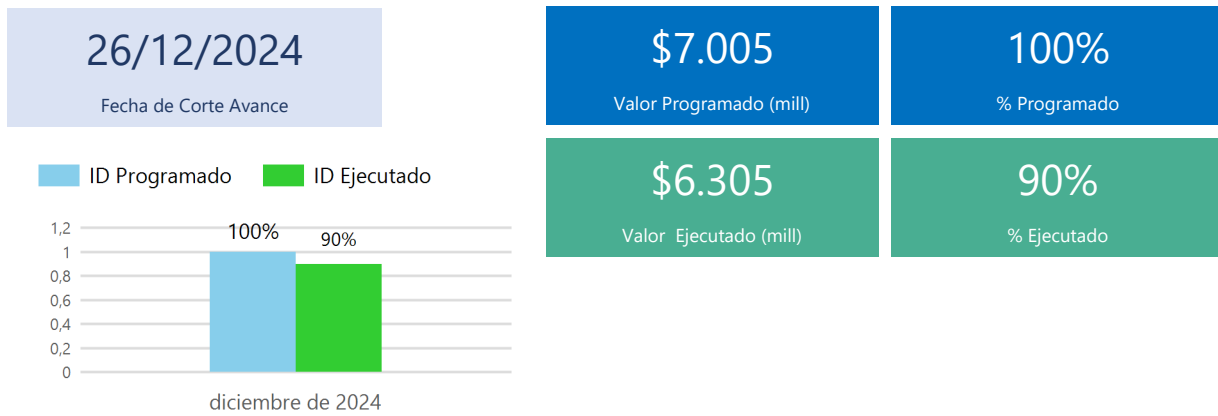 26/12/2024
Fecha de Corte Avance
$7.005
Valor Programado (mill)
100%
% Programado
$6.305
Valor  Ejecutado (mill)
90%
% Ejecutado
ID Programado
ID Ejecutado
1,2
1
0,8
0,6
0,4
0,2
0
100%
90%
diciembre de 2024